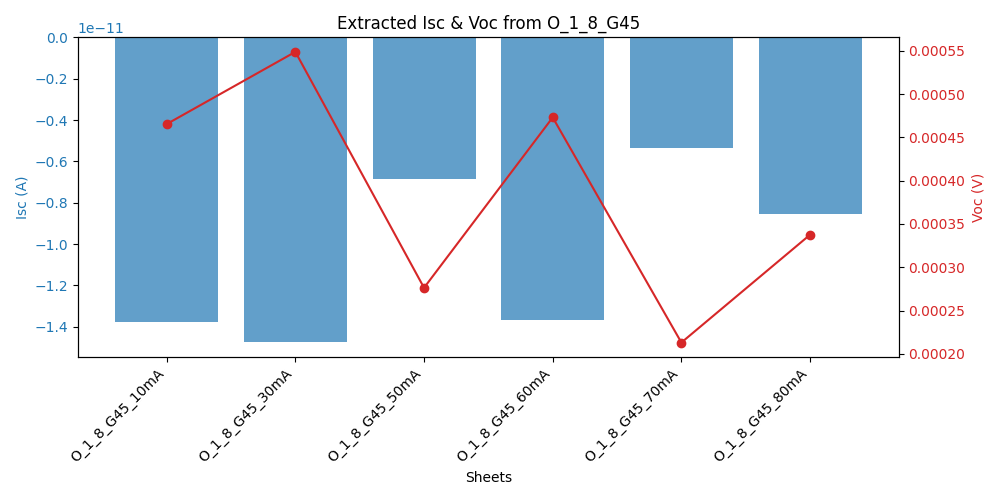 Extracted Isc & Voc from O_1_8_G45
1e−11
0.0
−0.2
−0.4
−0.6
−0.8
−1.0
−1.2
−1.4
Isc (A)
0.00055
0.00050
0.00045
0.00040
0.00035
0.00030
0.00025
0.00020
Voc (V)
O_1_8_G45_10mA
O_1_8_G45_30mA
O_1_8_G45_50mA
O_1_8_G45_60mA
O_1_8_G45_70mA
O_1_8_G45_80mA
Sheets